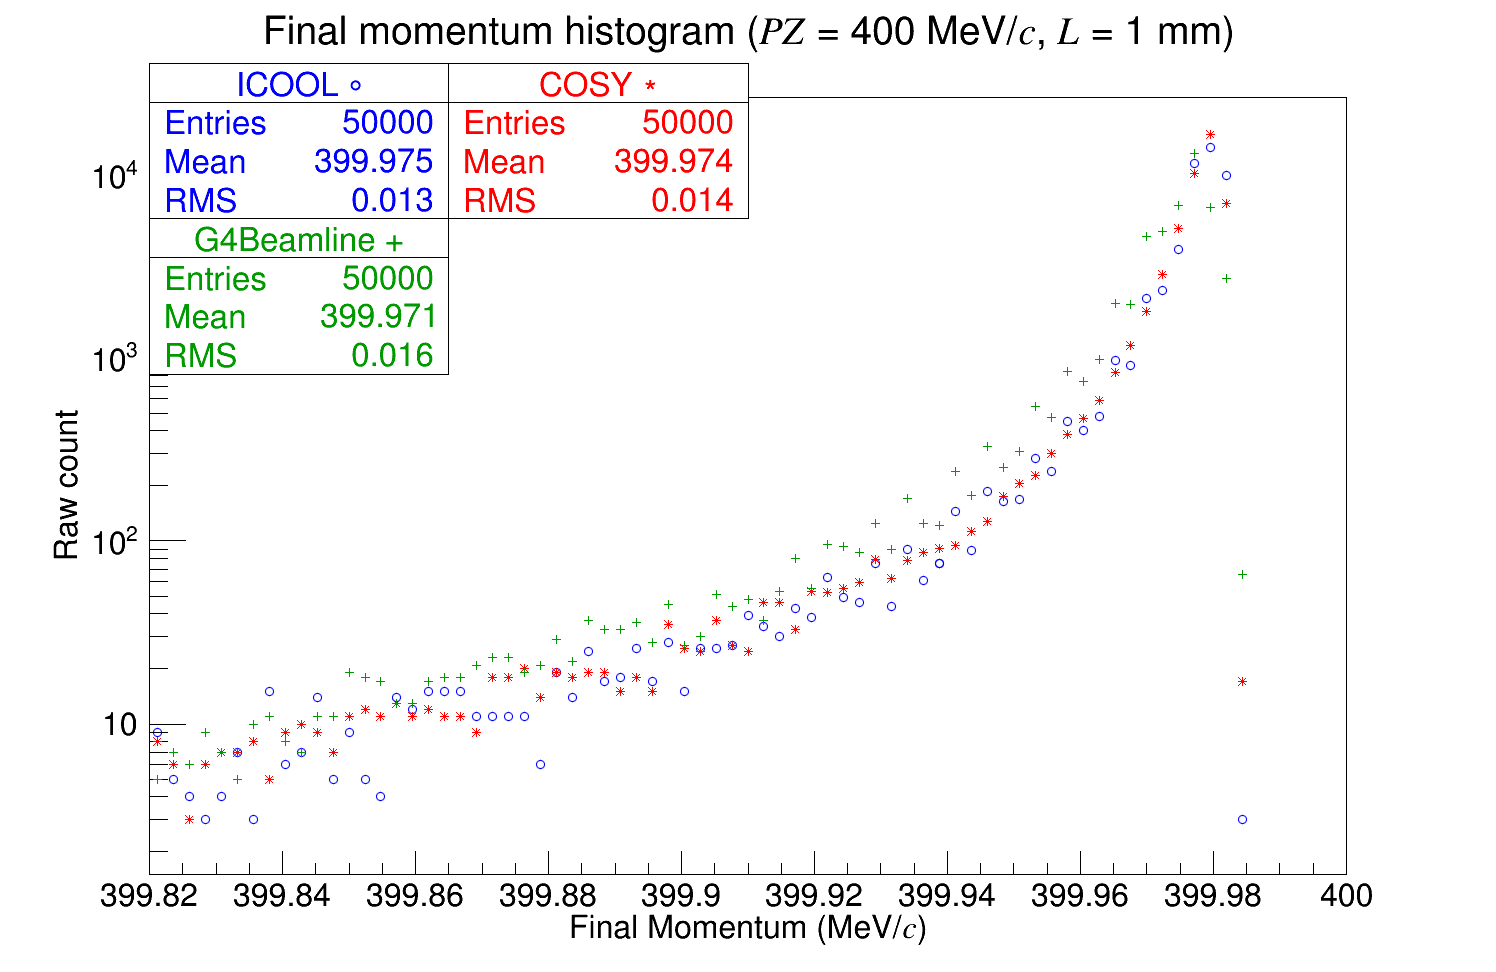 Final momentum histogram (PZ = 400 MeV/c, L = 1 mm)
ICOOL ∘
Entries 50000
Mean 399.975
RMS 0.013
COSY *
Entries 50000
Mean 399.974
RMS 0.014
G4Beamline +
Entries 50000
Mean 399.971
RMS 0.016
Raw count
10⁴
10³
10²
10
399.82 399.84 399.86 399.88 399.9 399.92 399.94 399.96 399.98 400
Final Momentum (MeV/c)